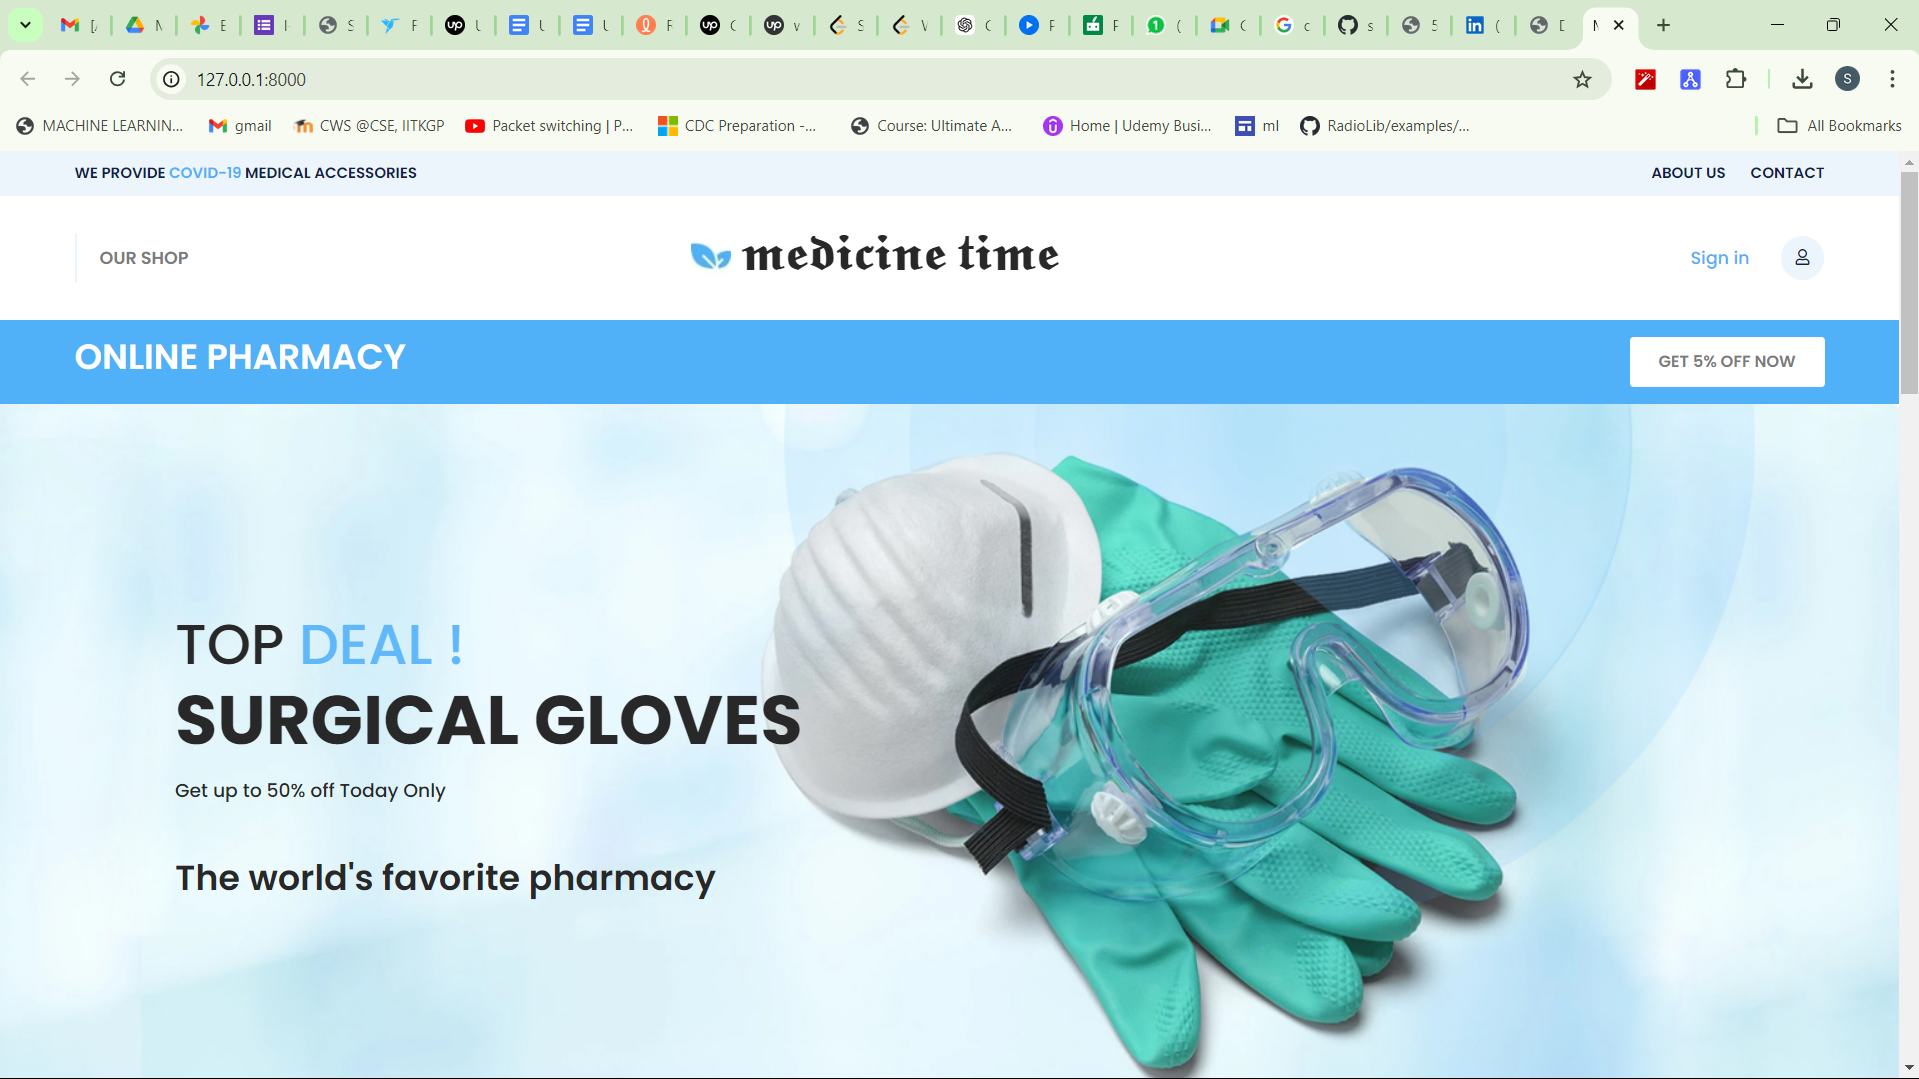 127.0.0.1:8000
S
MACHINE LEARNIN...
gmail
CWS @CSE, IITKGP
Packet switching | P...
CDC Preparation -...
Course: Ultimate A...
Home | Udemy Busi...
ml
RadioLib/examples/...
All Bookmarks
WE PROVIDE COVID-19 MEDICAL ACCESSORIES
ABOUT US
CONTACT
OUR SHOP
medicine time
Sign in
ONLINE PHARMACY
GET 5% OFF NOW
TOP DEAL !
SURGICAL GLOVES
Get up to 50% off Today Only
The world's favorite pharmacy